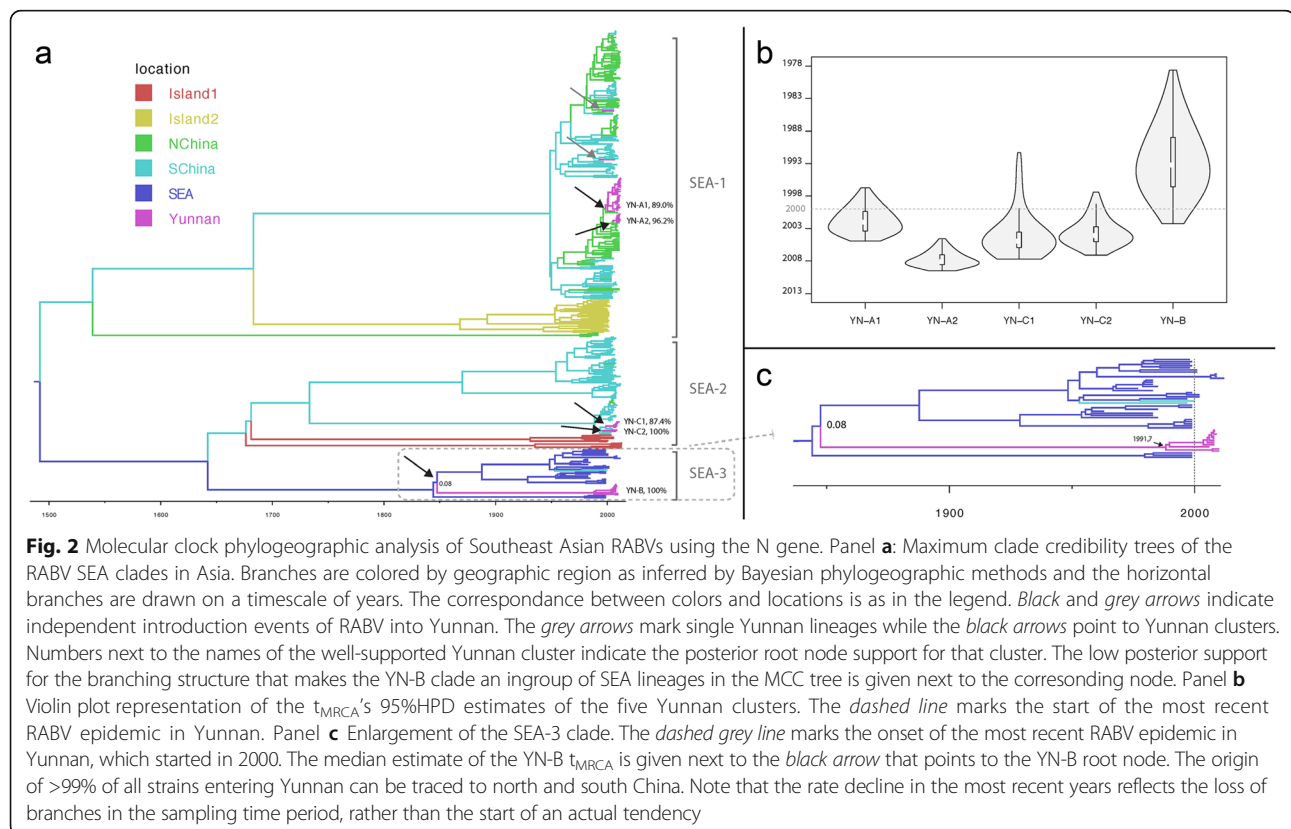 a
location
Island1
Island2
NChina
SChina
SEA
Yunnan
SEA-1
YN-A1, 89.0%
YN-A2, 96.2%
SEA-2
YN-C1, 87.4%
YN-C2, 100%
SEA-3
0.08
YN-B, 100%
1500
1600
1700
1800
1900
2000
b
1978
1983
1988
1993
1998
2000
2003
2008
2013
YN-A1
YN-A2
YN-C1
YN-C2
YN-B
c
0.08
1991,7
1900
2000
Fig. 2 Molecular clock phylogeographic analysis of Southeast Asian RABVs using the N gene. Panel a: Maximum clade credibility trees of the
RABV SEA clades in Asia. Branches are colored by geographic region as inferred by Bayesian phylogeographic methods and the horizontal
branches are drawn on a timescale of years. The correspondance between colors and locations is as in the legend. Black and grey arrows indicate
independent introduction events of RABV into Yunnan. The grey arrows mark single Yunnan lineages while the black arrows point to Yunnan clusters.
Numbers next to the names of the well-supported Yunnan cluster indicate the posterior root node support for that cluster. The low posterior support
for the branching structure that makes the YN-B clade an ingroup of SEA lineages in the MCC tree is given next to the corresonding node. Panel b
Violin plot representation of the tMRCA's 95%HPD estimates of the five Yunnan clusters. The dashed line marks the start of the most recent
RABV epidemic in Yunnan. Panel c Enlargement of the SEA-3 clade. The dashed grey line marks the onset of the most recent RABV epidemic in
Yunnan, which started in 2000. The median estimate of the YN-B tMRCA is given next to the black arrow that points to the YN-B root node. The origin
of >99% of all strains entering Yunnan can be traced to north and south China. Note that the rate decline in the most recent years reflects the loss of
branches in the sampling time period, rather than the start of an actual tendency